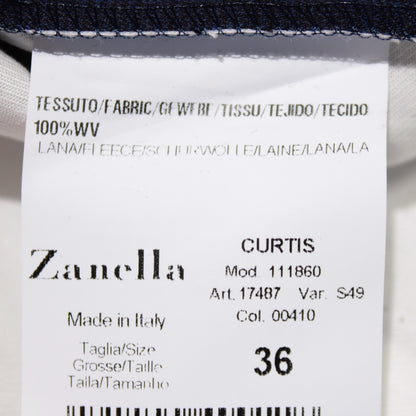 TESSUTO/FABRIC/GEWEBE/TISSU/TEJIDO/TECIDO
100%WV
LANA/FLEECE/SCHURWOLLE/LAINE/LANA/LA
Zanella
CURTIS
Mod 111860
Art. 17487 Var. S49
Col. 00410
Made in Italy
Taglia/Size
Grosse/Taille
Talla/Tamanho
36